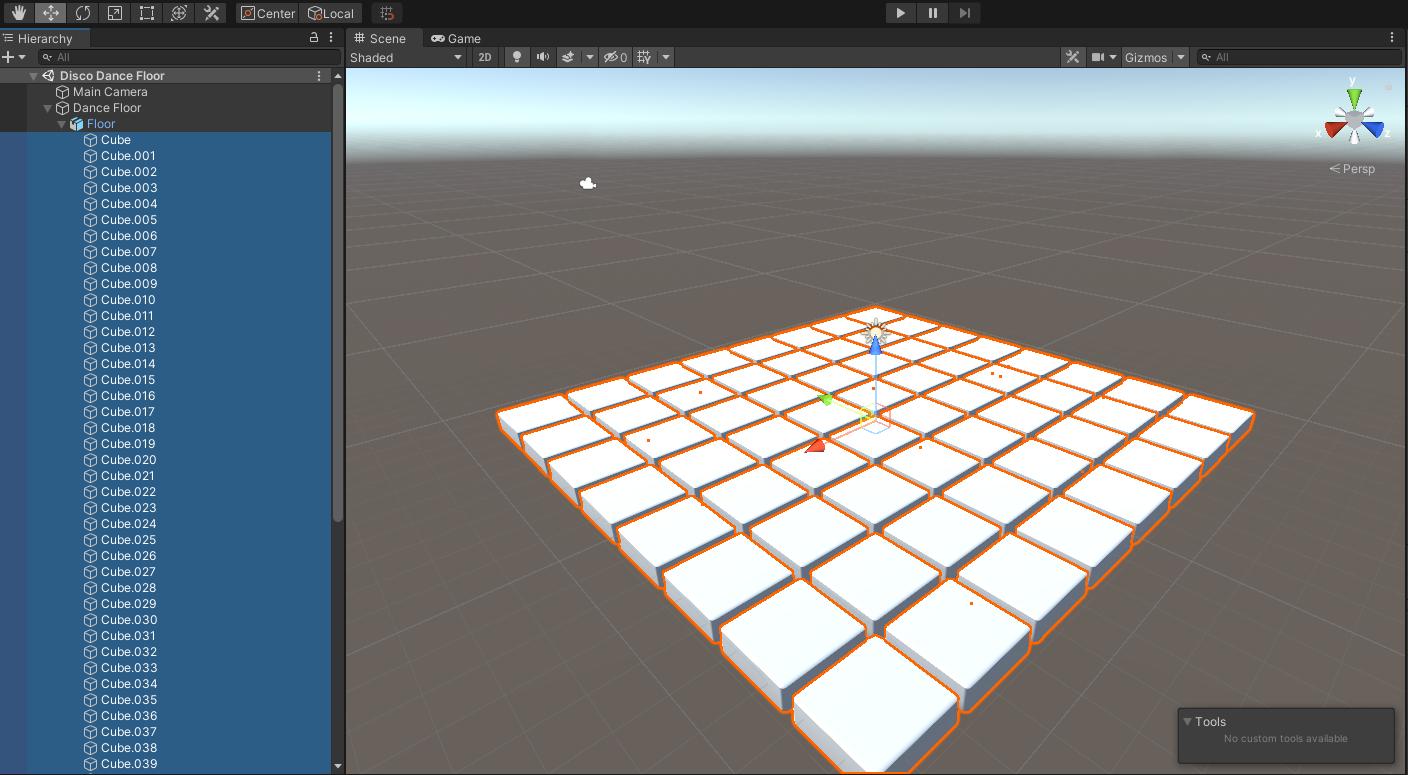 Center Local
Hierarchy
Scene Game
All
Shaded 2D 0 Gizmos All
Disco Dance Floor
Main Camera
Dance Floor
Floor
Cube
Cube.001
Cube.002
Cube.003
Cube.004
Cube.005
Cube.006
Cube.007
Cube.008
Cube.009
Cube.010
Cube.011
Cube.012
Cube.013
Cube.014
Cube.015
Cube.016
Cube.017
Cube.018
Cube.019
Cube.020
Cube.021
Cube.022
Cube.023
Cube.024
Cube.025
Cube.026
Cube.027
Cube.028
Cube.029
Cube.030
Cube.031
Cube.032
Cube.033
Cube.034
Cube.035
Cube.036
Cube.037
Cube.038
Cube.039
y
x z
Persp
Tools
No custom tools available